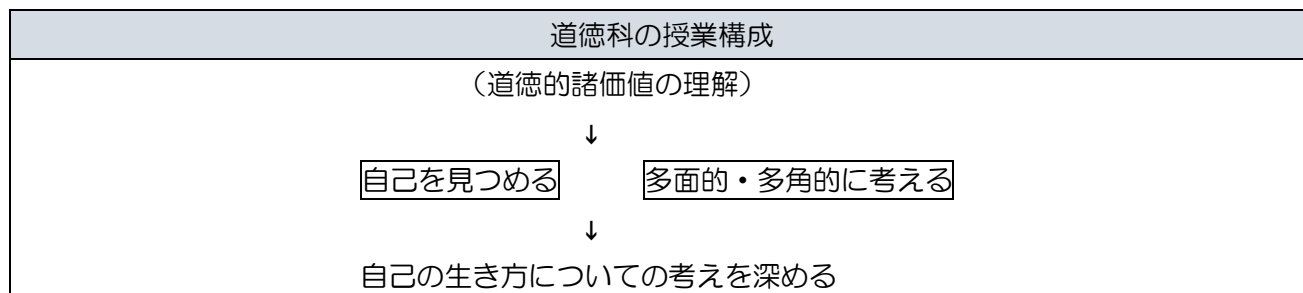 道徳科の授業構成
（道徳的諸価値の理解）
↓
自己を見つめる　多面的・多角的に考える
↓
自己の生き方についての考えを深める